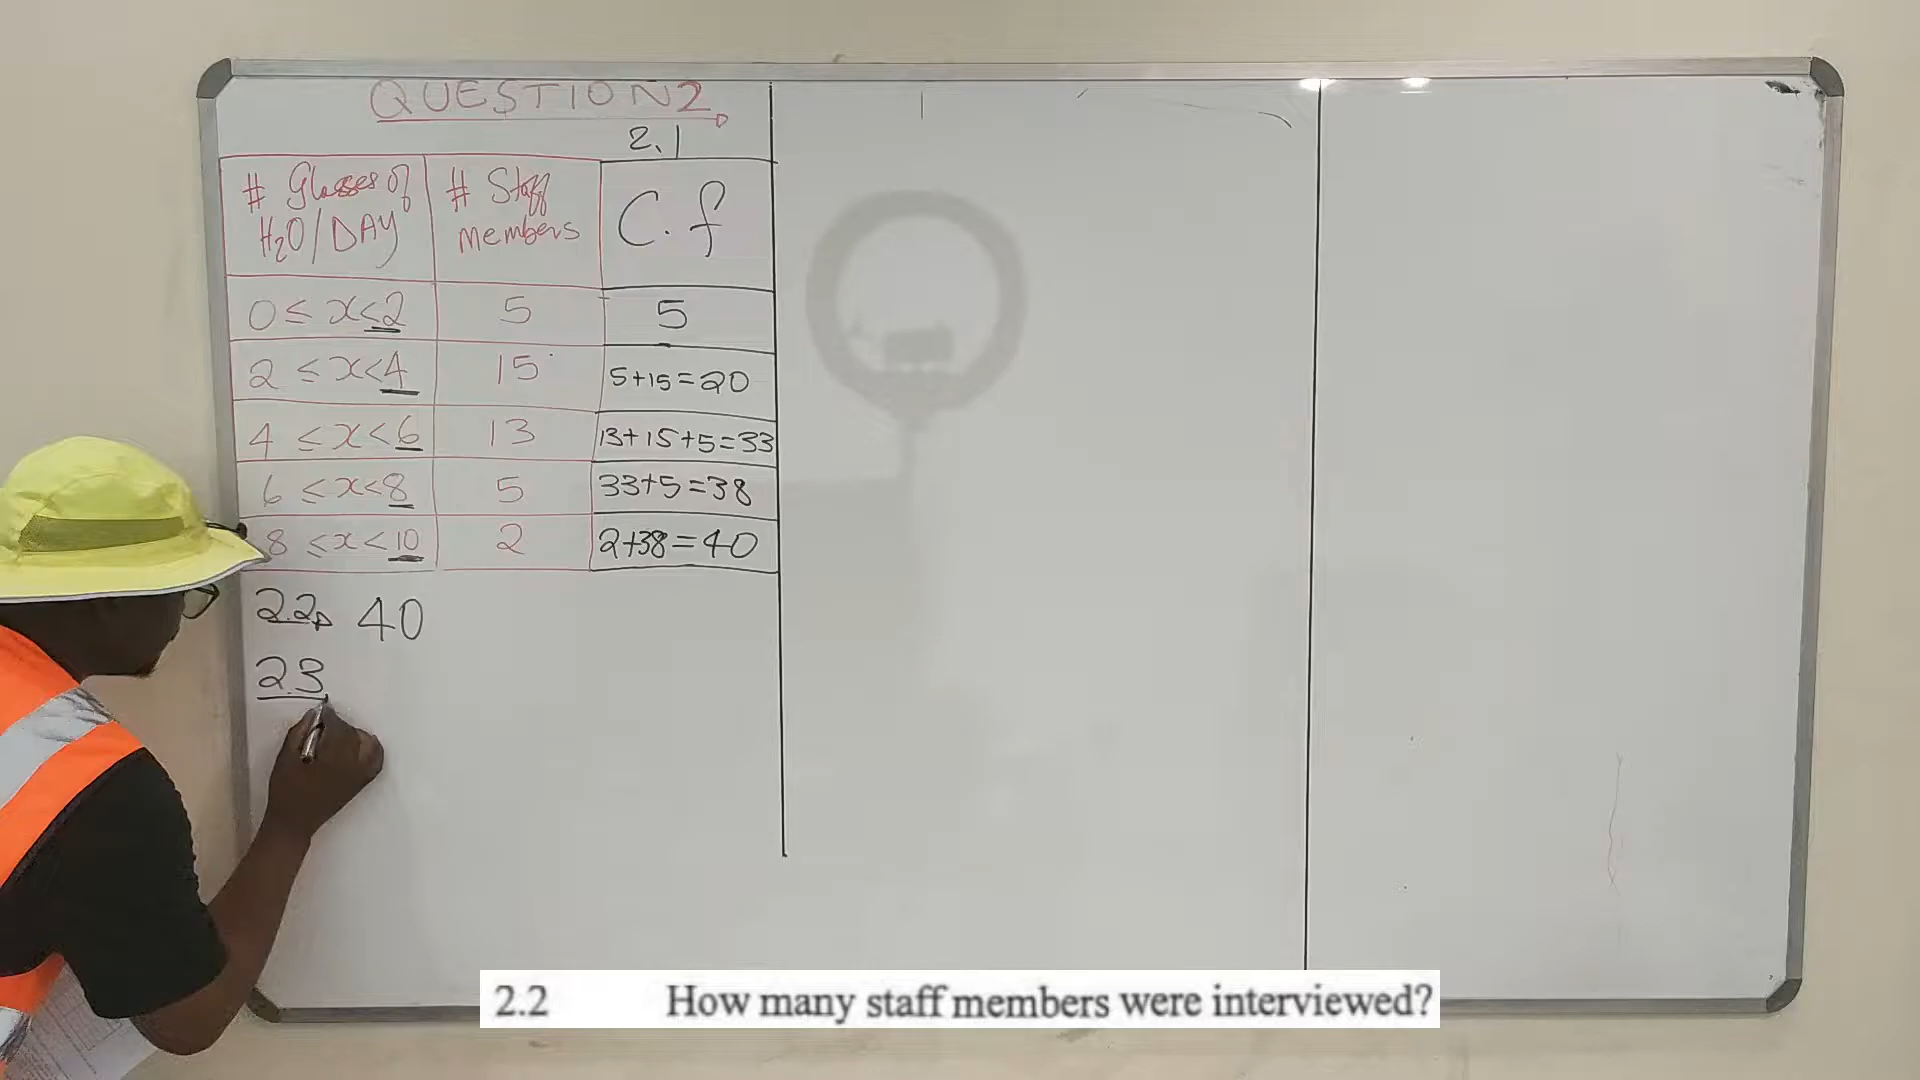 QUESTION 2
2.1
# Glasses of H2O/DAY # Staff members C.f
0 ≤ x<2 5 5
2 ≤ x<4 15 5+15=20
4 ≤ x<6 13 13+15+5=33
6 ≤ x<8 5 33+5=38
8 ≤ x<10 2 2+38=40
2.2 40
2.3
2.2 How many staff members were interviewed?